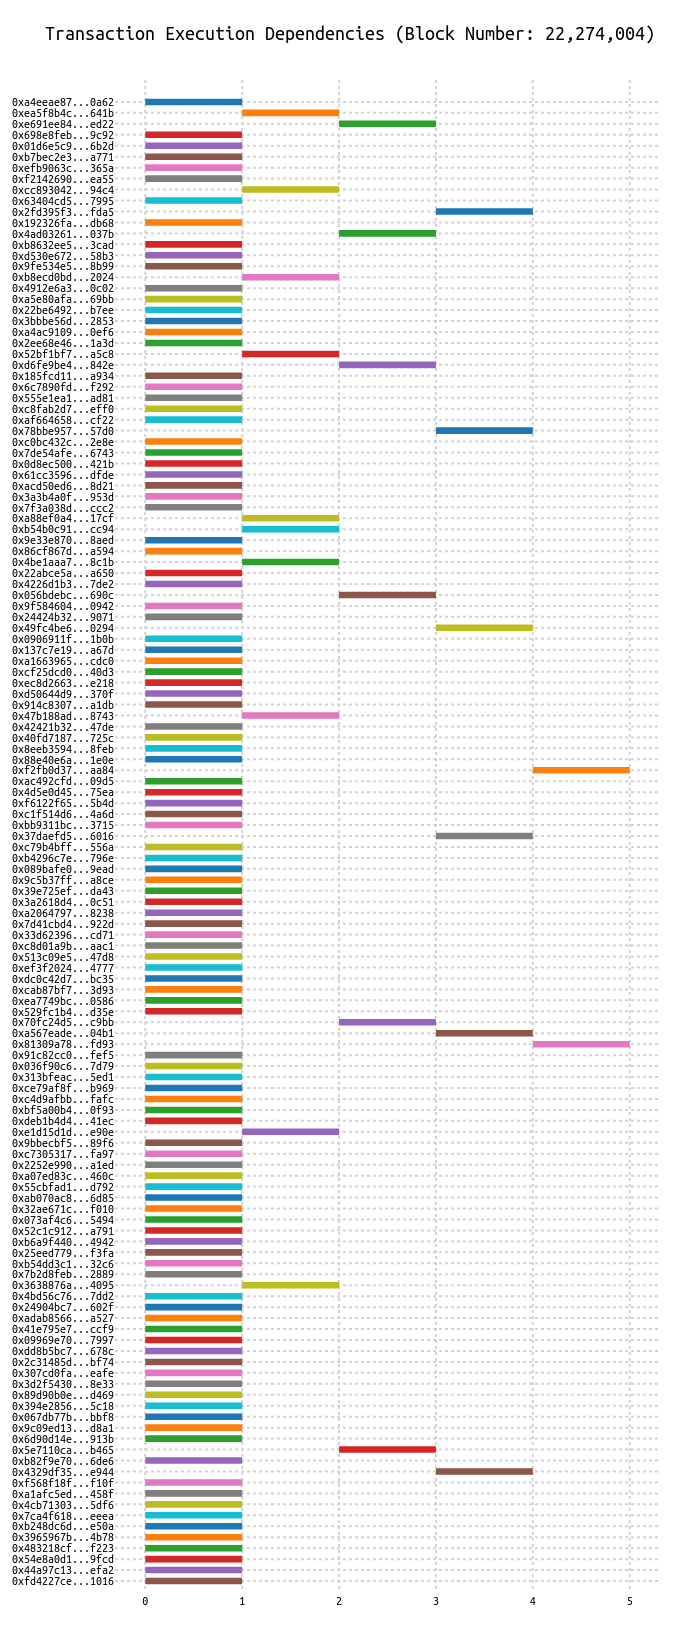 Transaction Execution Dependencies (Block Number: 22,274,004)
0xa4eeae87...0a62
0xea5f8b4c...641b
0xe691ee84...ed22
0x698e8feb...9c92
0x01d6e5c9...6b2d
0xb7bec2e3...a771
0xefb9063c...365a
0xf2142690...ea55
0xcc893042...94c4
0x63404cd5...7995
0x2fd395f3...fda5
0x192326fa...db68
0x4ad03261...037b
0xb8632ee5...3cad
0xd530e672...58b3
0x9fe534e5...8b99
0xb8ecd0bd...2024
0x4912e6a3...0c02
0xa5e80afa...69bb
0x22be6492...b7ee
0x3bbbe56d...2853
0xa4ac9109...0ef6
0x2ee68e46...1a3d
0x52bf1bf7...a5c8
0xd6fe9be4...842e
0x185fcd11...a934
0x6c7890fd...f292
0x555e1ea1...ad81
0xc8fab2d7...eff0
0xaf664658...cf22
0x78bbe957...57d0
0xc0bc432c...2e8e
0x7de54afe...6743
0x0d8ec500...421b
0x61cc3596...dfde
0xacd50ed6...8d21
0x3a3b4a0f...953d
0x7f3a038d...ccc2
0xa88ef0a4...17cf
0xb54b0c91...cc94
0x9e33e870...8aed
0x86cf867d...a594
0x4be1aaa7...8c1b
0x22abce5a...a650
0x4226d1b3...7de2
0x056bdebc...690c
0x9f584604...0942
0x24424b32...9071
0x49fc4be6...0294
0x0906911f...1b0b
0x137c7e19...a67d
0xa1663965...cdc0
0xcf25dcd0...40d3
0xec8d2663...e218
0xd50644d9...370f
0x914c8307...a1db
0x47b188ad...8743
0x42421b32...47de
0x40fd7187...725c
0x8eeb3594...8feb
0x88e40e6a...1e0e
0xf2fb0d37...aa84
0xac492cfd...09d5
0x4d5e0d45...75ea
0xf6122f65...5b4d
0xc1f514d6...4a6d
0xbb9311bc...3715
0x37daefd5...6016
0xc79b4bff...556a
0xb4296c7e...796e
0x089bafe0...9ead
0x9c5b37ff...a8ce
0x39e725ef...da43
0x3a2618d4...0c51
0xa2064797...8238
0x7d41cbd4...922d
0x33d62396...cd71
0xc8d01a9b...aac1
0x513c09e5...47d8
0xef3f2024...4777
0xdc0c42d7...bc35
0xcab87bf7...3d93
0xea7749bc...0586
0x529fc1b4...d35e
0x70fc24d5...c9bb
0xa567eade...04b1
0x81309a78...fd93
0x91c82cc0...fef5
0x036f90c6...7d79
0x313bfeac...5ed1
0xce79af8f...b969
0xc4d9afbb...fafc
0xbf5a00b4...0f93
0xdeb1b4d4...41ec
0xe1d15d1d...e90e
0x9bbecbf5...89f6
0xc7305317...fa97
0x2252e990...a1ed
0xa07ed83c...460c
0x55cbfad1...d792
0xab070ac8...6d85
0x32ae671c...f010
0x073af4c6...5494
0x52c1c912...a791
0xb6a9f440...4942
0x25eed779...f3fa
0xb54dd3c1...32c6
0x7b2d8feb...2889
0x3638876a...4095
0x4bd56c76...7dd2
0x24904bc7...602f
0xadab8566...a527
0x41e795e7...ccf9
0x09969e70...7997
0xdd8b5bc7...678c
0x2c31485d...bf74
0x307cd0fa...eafe
0x3d2f5430...8e33
0x89d90b0e...d469
0x394e2856...5c18
0x067db77b...bbf8
0x9c09ed13...d8a1
0x6d90d14e...913b
0x5e7110ca...b465
0xb82f9e70...6de6
0x4329df35...e944
0xf568f18f...f10f
0xa1afc5ed...458f
0x4cb71303...5df6
0x7ca4f618...eeea
0xb248dc6d...e50a
0x3965967b...4b78
0x483218cf...f223
0x54e8a0d1...9fcd
0x44a97c13...efa2
0xfd4227ce...1016
0 1 2 3 4 5